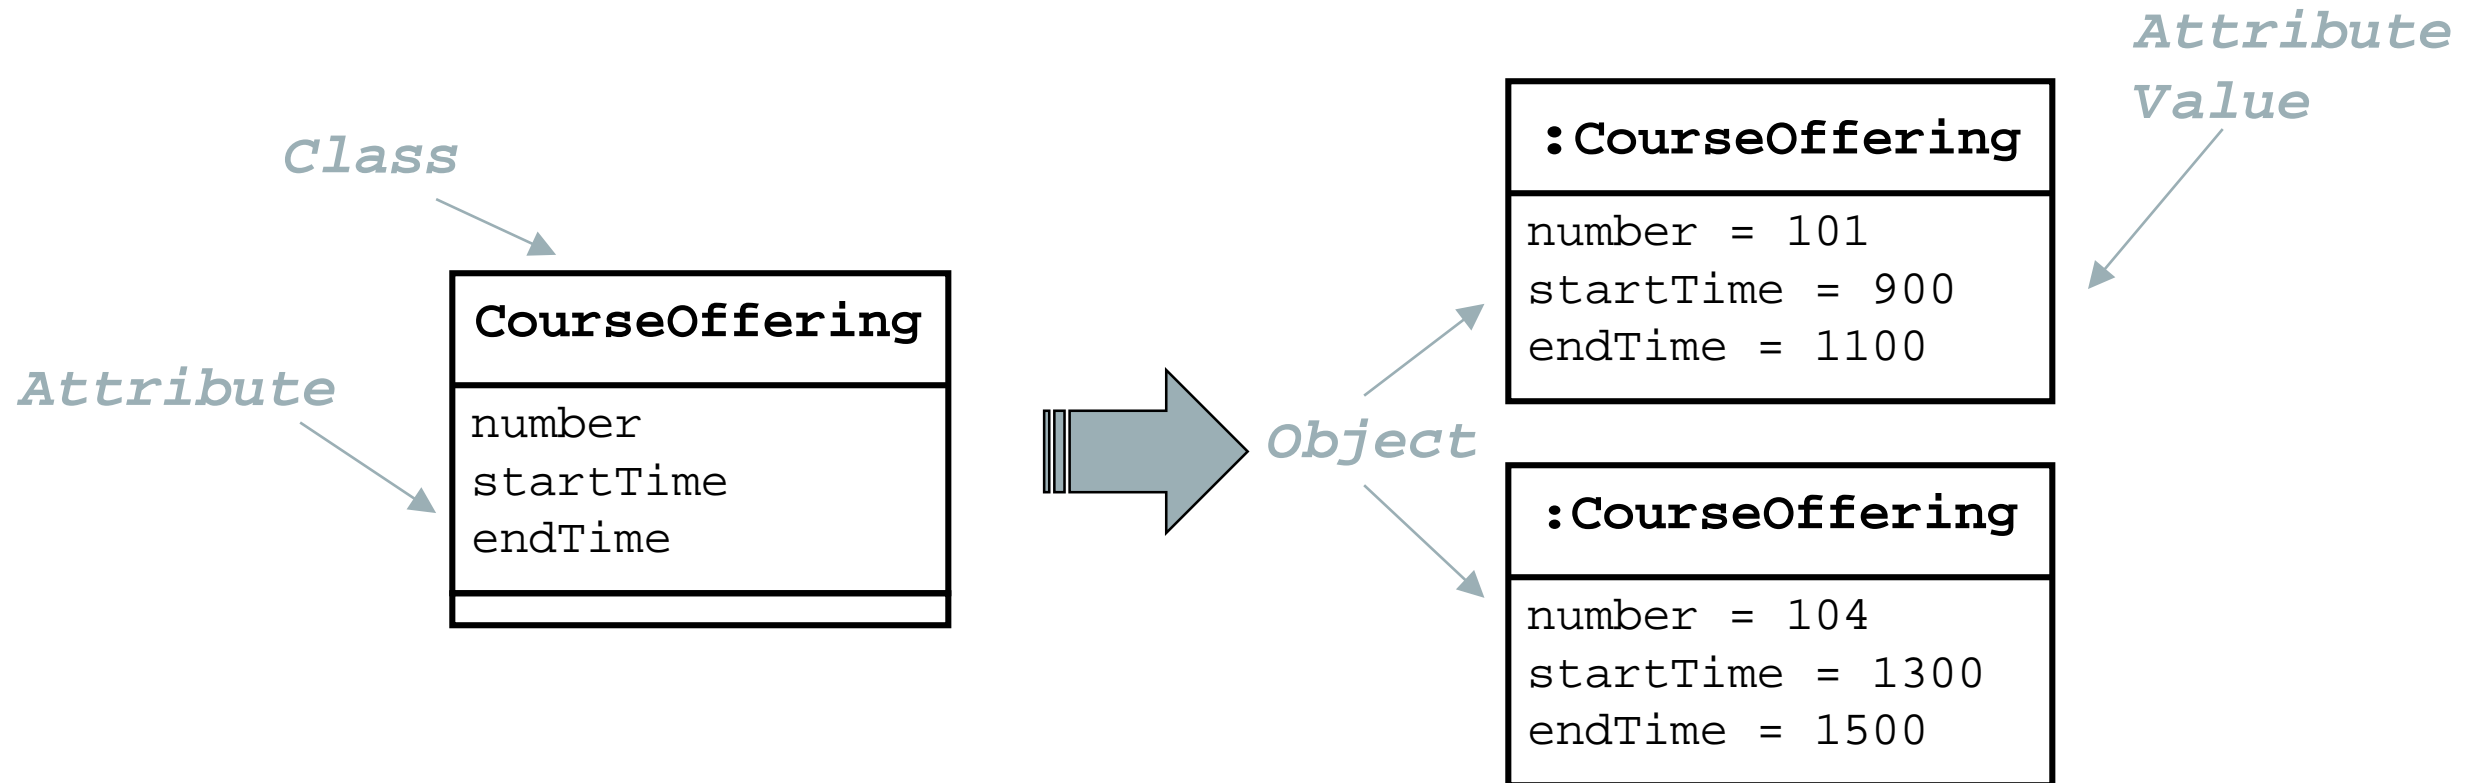 Class
CourseOffering
Attribute
number
startTime
endTime
Object
:CourseOffering
number = 101
startTime = 900
endTime = 1100
Attribute
Value
:CourseOffering
number = 104
startTime = 1300
endTime = 1500